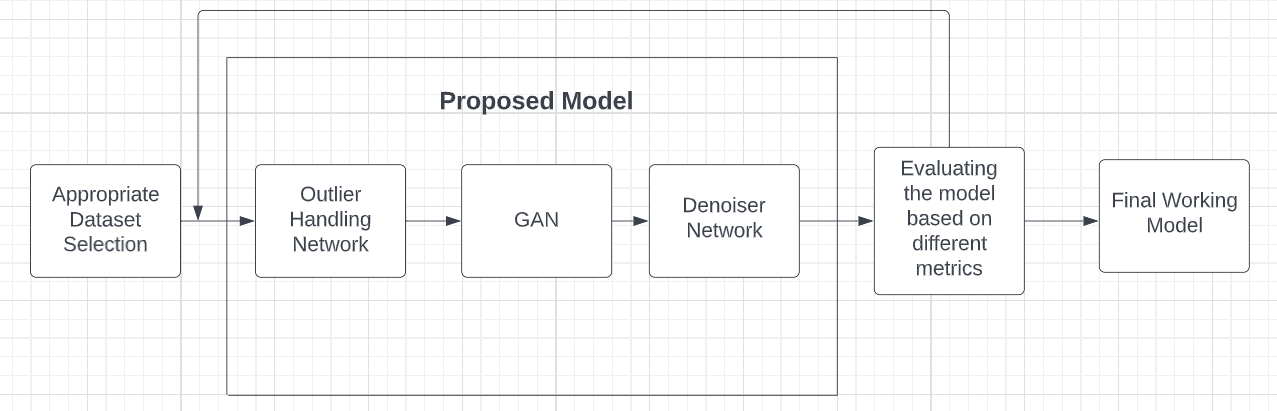 Proposed Model
Appropriate
Dataset
Selection
Outlier
Handling
Network
GAN
Denoiser
Network
Evaluating
the model
based on
different
metrics
Final Working
Model